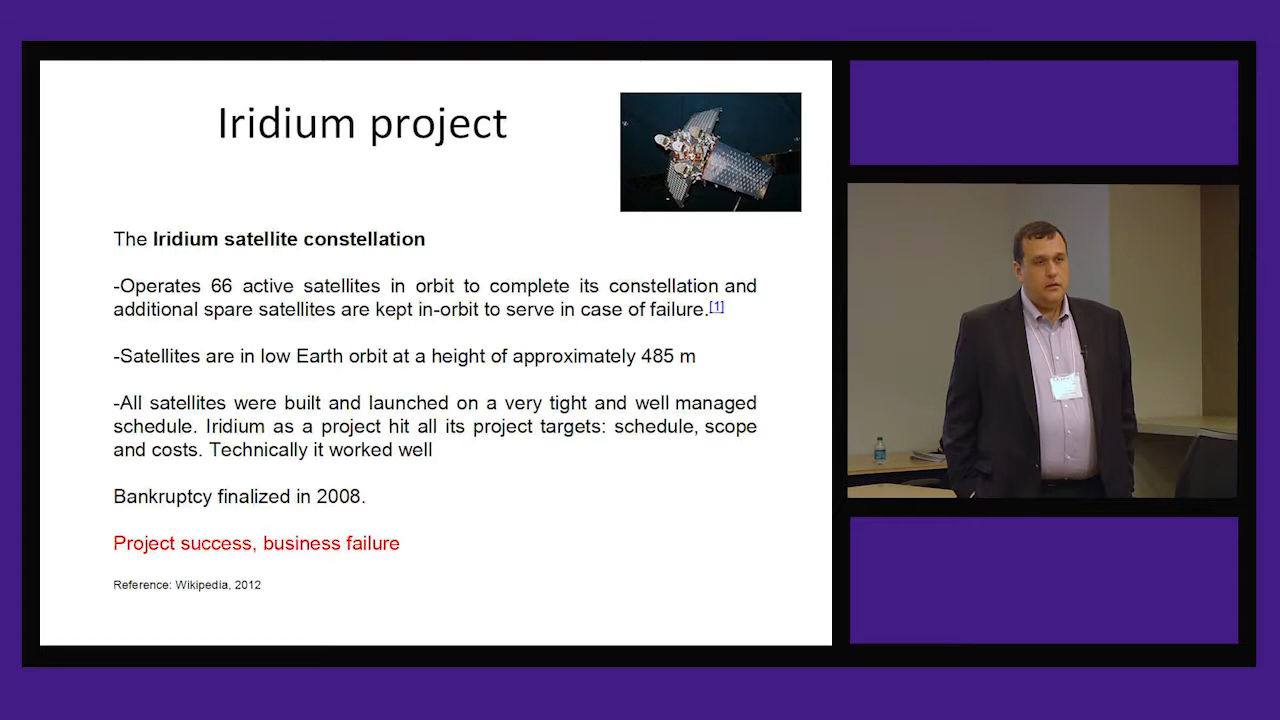 Iridium project
The Iridium satellite constellation
-Operates 66 active satellites in orbit to complete its constellation and
additional spare satellites are kept in-orbit to serve in case of failure.[1]
-Satellites are in low Earth orbit at a height of approximately 485 m
-All satellites were built and launched on a very tight and well managed
schedule. Iridium as a project hit all its project targets: schedule, scope
and costs. Technically it worked well
Bankruptcy finalized in 2008.
Project success, business failure
Reference: Wikipedia, 2012